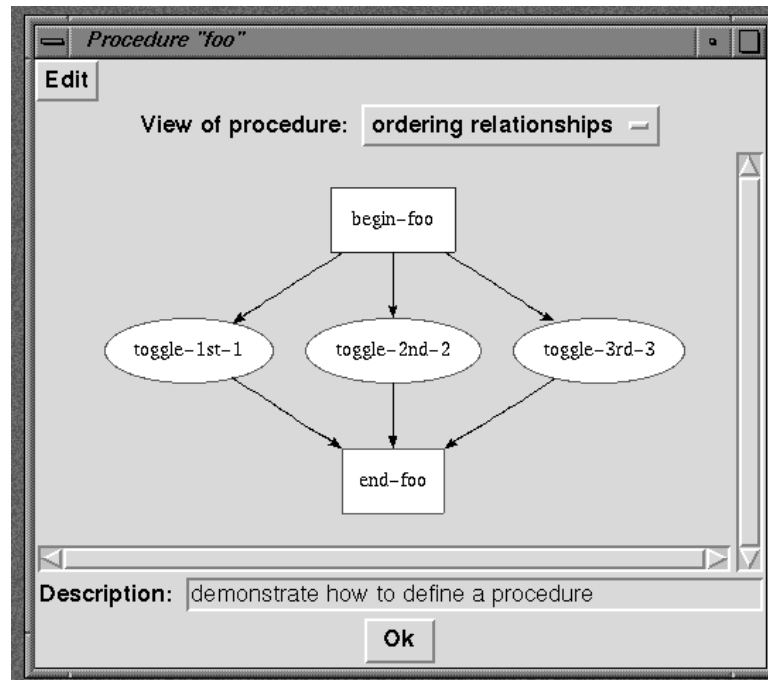 Procedure "foo"
Edit
View of procedure: ordering relationships
begin-foo
toggle-1st-1 toggle-2nd-2 toggle-3rd-3
end-foo
Description: demonstrate how to define a procedure
Ok